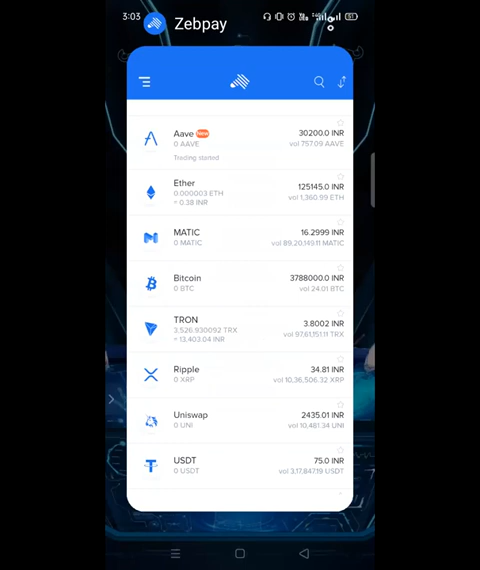 3:03
Zebpay
Aave New
30200.0 INR
0 AAVE
vol 757.09 AAVE
Trading started
Ether
125145.0 INR
0.000003 ETH
vol 1,360.99 ETH
≈ 0.38 INR
MATIC
16.2999 INR
0 MATIC
vol 89,20,149.11 MATIC
Bitcoin
3788000.0 INR
0 BTC
vol 24.01 BTC
TRON
3.8002 INR
3,526.930092 TRX
vol 97,61,151.11 TRX
≈ 13,403.04 INR
Ripple
34.81 INR
0 XRP
vol 10,36,506.32 XRP
Uniswap
2435.01 INR
0 UNI
vol 10,481.34 UNI
USDT
75.0 INR
0 USDT
vol 3,17,847.19 USDT